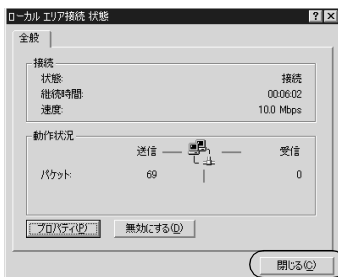 ローカル エリア接続 状態
全般
接続
状態: 接続
継続時間: 00:06:02
速度: 10.0 Mbps
動作状況
送信 受信
パケット: 69 0
プロパティ(P) 無効にする(D)
閉じる(C)